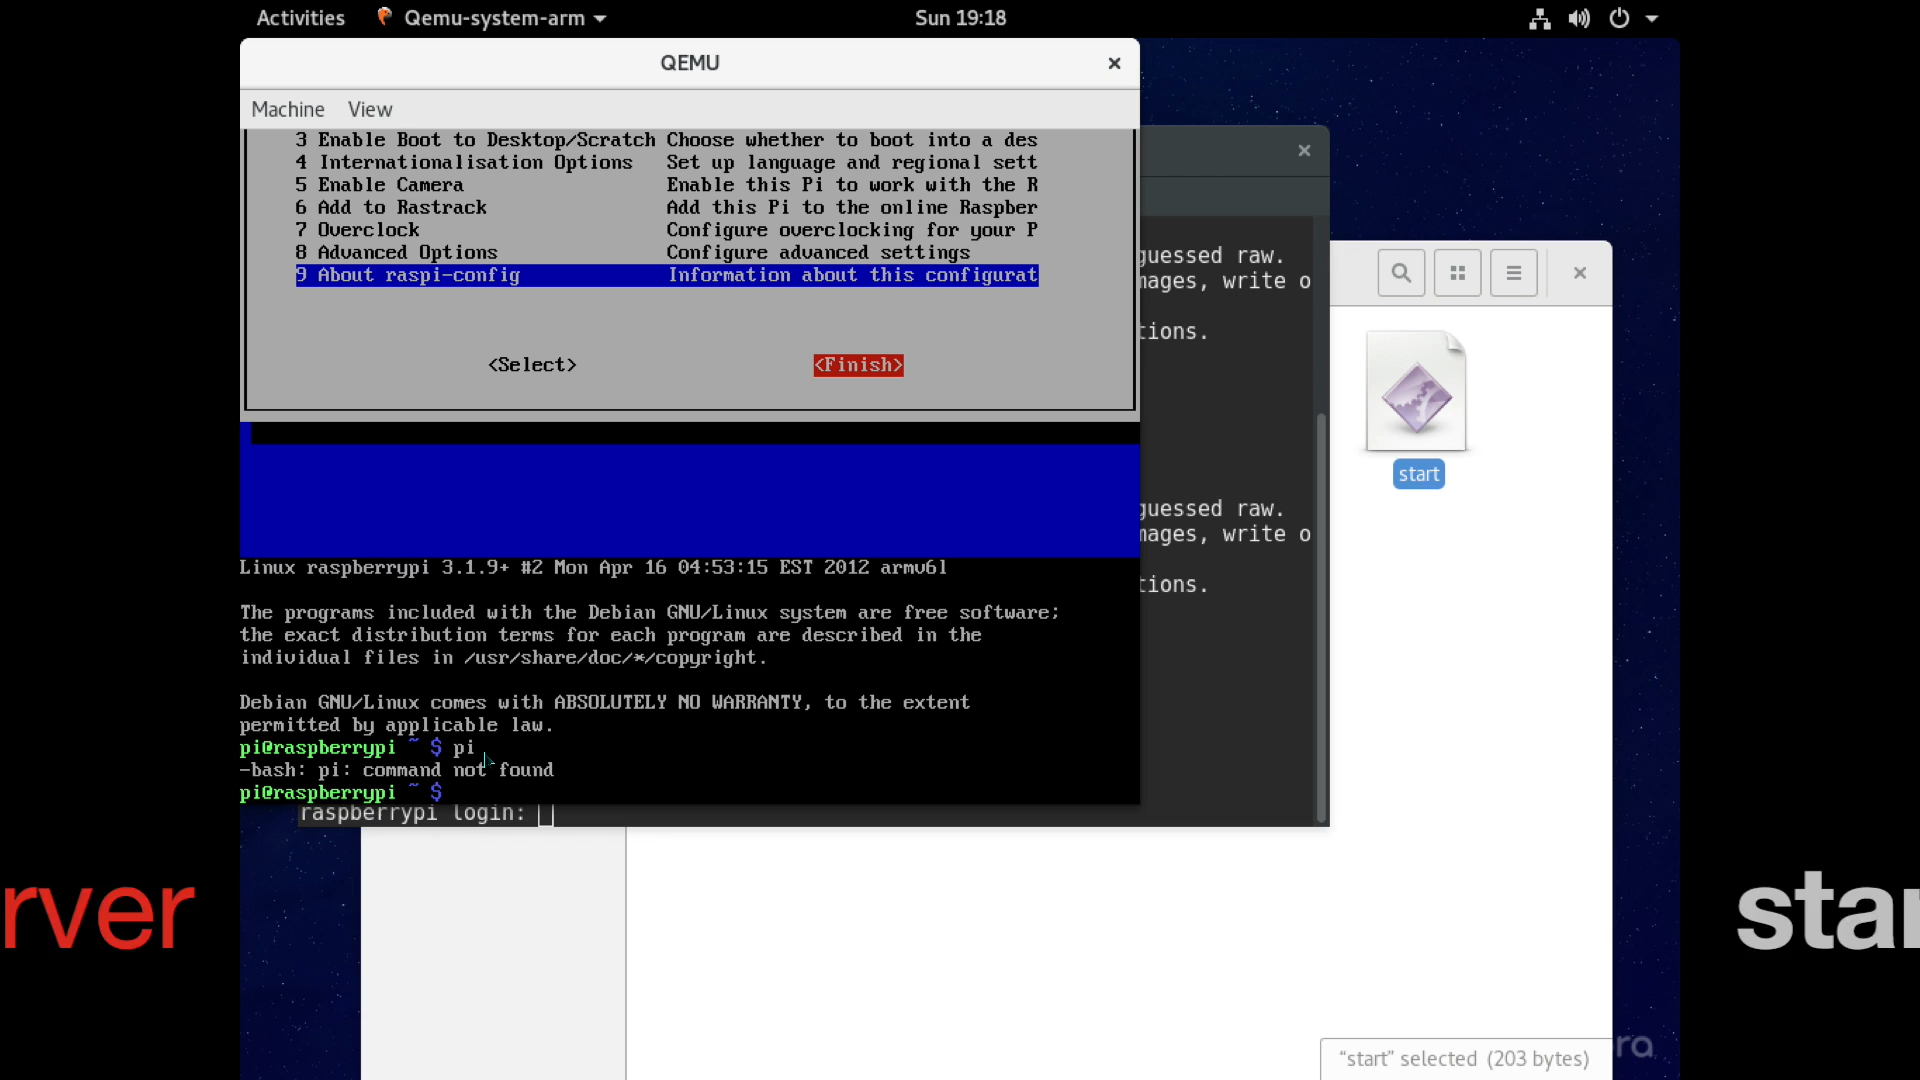 Activities Qemu-system-arm Sun 19:18
QEMU
Machine View
3 Enable Boot to Desktop/Scratch Choose whether to boot into a des
4 Internationalisation Options Set up language and regional sett
5 Enable Camera Enable this Pi to work with the R
6 Add to Rastrack Add this Pi to the online Raspber
7 Overclock Configure overclocking for your P
8 Advanced Options Configure advanced settings
9 About raspi-config Information about this configurat
<Select> <Finish>
Linux raspberrypi 3.1.9+ #2 Mon Apr 16 04:53:15 EST 2012 armv6l
The programs included with the Debian GNU/Linux system are free software;
the exact distribution terms for each program are described in the
individual files in /usr/share/doc/*/copyright.
Debian GNU/Linux comes with ABSOLUTELY NO WARRANTY, to the extent
permitted by applicable law.
pi@raspberrypi ~ $ pi
-bash: pi: command not found
pi@raspberrypi ~ $
raspberrypi login:
guessed raw.
mages, write o
tions.
guessed raw.
mages, write o
tions.
start
"start" selected (203 bytes)
ra
rver
star